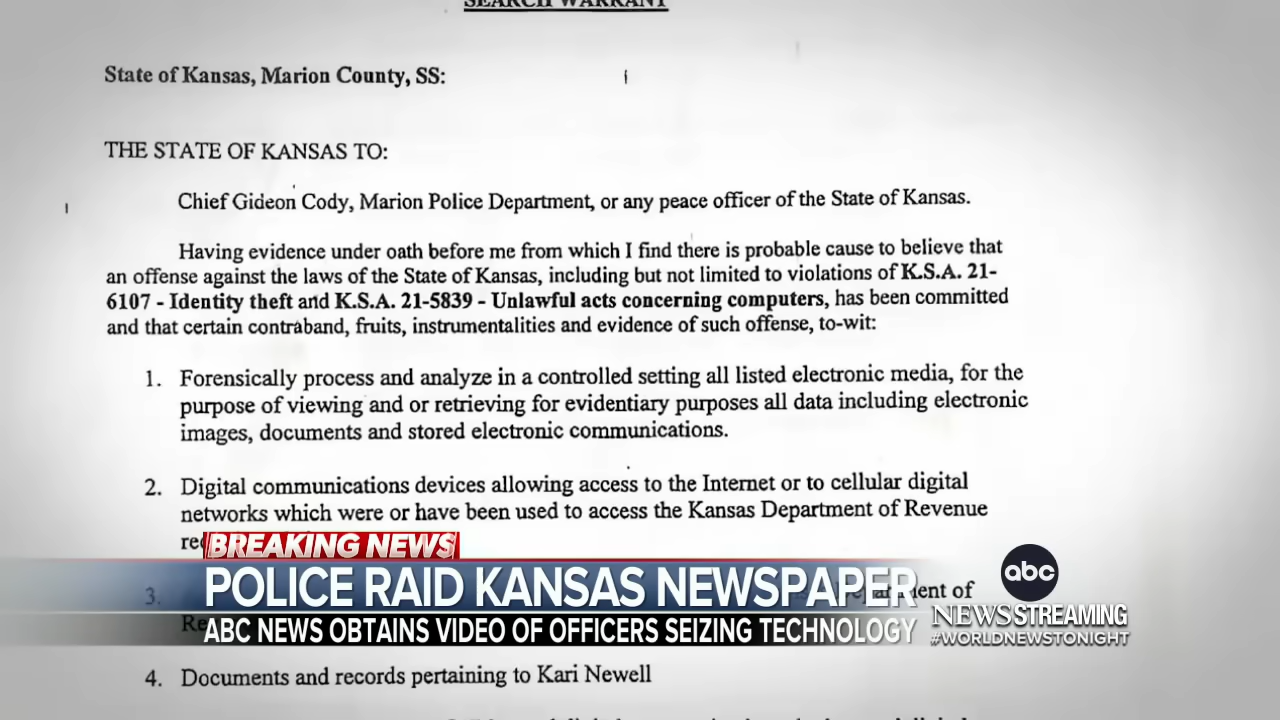 SEARCH WARRANT
State of Kansas, Marion County, SS:
THE STATE OF KANSAS TO:
Chief Gideon Cody, Marion Police Department, or any peace officer of the State of Kansas.
Having evidence under oath before me from which I find there is probable cause to believe that
an offense against the laws of the State of Kansas, including but not limited to violations of K.S.A. 21-
6107 - Identity theft and K.S.A. 21-5839 - Unlawful acts concerning computers, has been committed
and that certain contraband, fruits, instrumentalities and evidence of such offense, to-wit:
1. Forensically process and analyze in a controlled setting all listed electronic media, for the
purpose of viewing and or retrieving for evidentiary purposes all data including electronic
images, documents and stored electronic communications.
2. Digital communications devices allowing access to the Internet or to cellular digital
networks which were or have been used to access the Kansas Department of Revenue
BREAKING NEWS
POLICE RAID KANSAS NEWSPAPER
3. of
ABC NEWS OBTAINS VIDEO OF OFFICERS SEIZING TECHNOLOGY
abc
NEWS STREAMING
#WORLDNEWSTONIGHT
4. Documents and records pertaining to Kari Newell